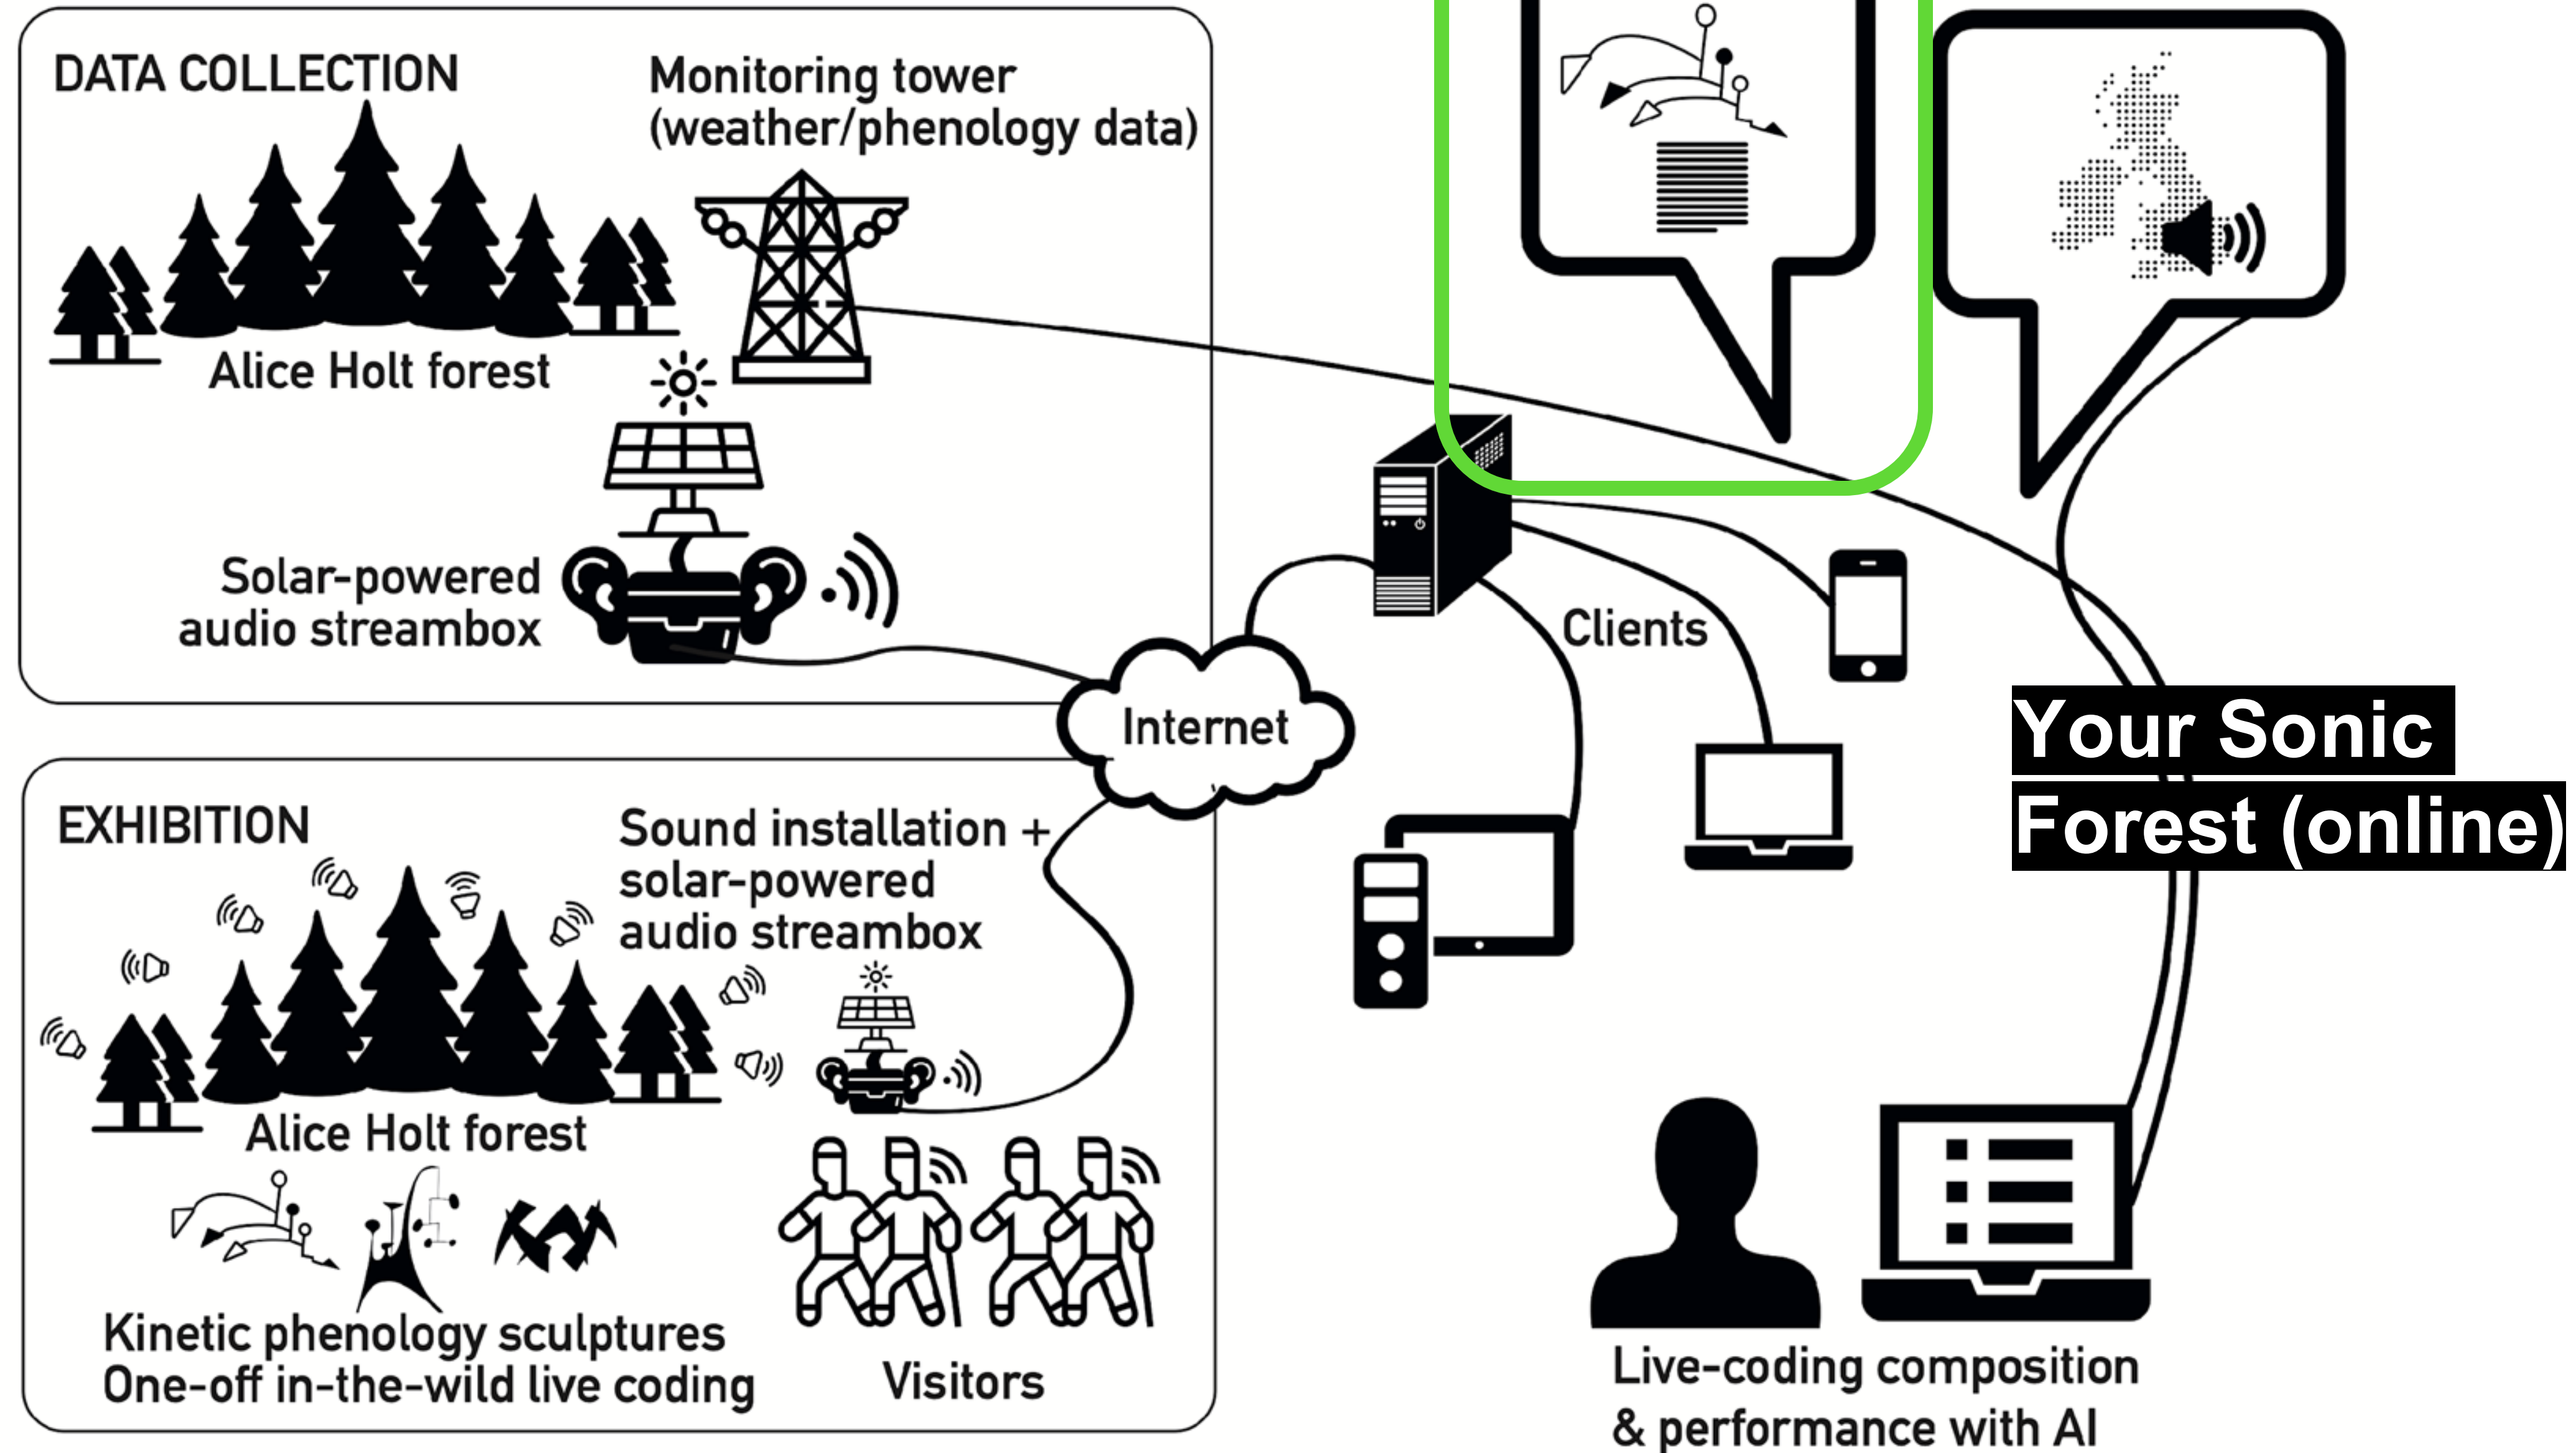 DATA COLLECTION
Monitoring tower
(weather/phenology data)
Alice Holt forest
Solar-powered
audio streambox
Internet
Clients
Your Sonic
Forest (online)
EXHIBITION
Sound installation +
solar-powered
audio streambox
Alice Holt forest
Kinetic phenology sculptures
One-off in-the-wild live coding
Visitors
Live-coding composition
& performance with AI